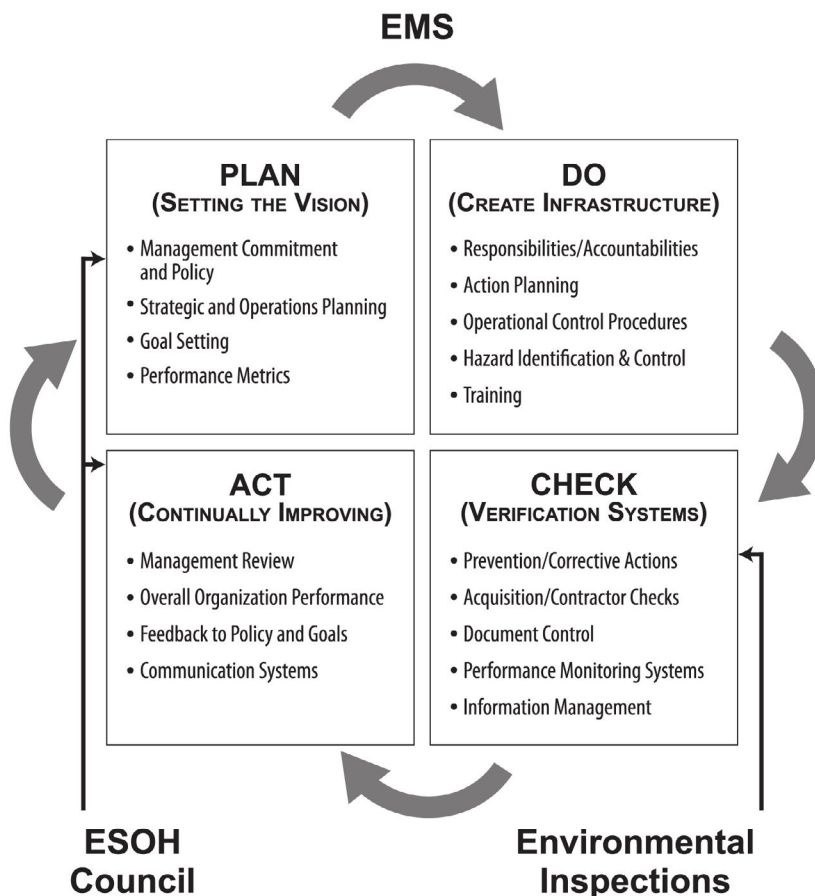 EMS
PLAN
(SETTING THE VISION)
• Management Commitment
and Policy
• Strategic and Operations Planning
• Goal Setting
• Performance Metrics
DO
(CREATE INFRASTRUCTURE)
• Responsibilities/Accountabilities
• Action Planning
• Operational Control Procedures
• Hazard Identification & Control
• Training
ACT
(CONTINUALLY IMPROVING)
• Management Review
• Overall Organization Performance
• Feedback to Policy and Goals
• Communication Systems
CHECK
(VERIFICATION SYSTEMS)
• Prevention/Corrective Actions
• Acquisition/Contractor Checks
• Document Control
• Performance Monitoring Systems
• Information Management
ESOH
Council
Environmental
Inspections